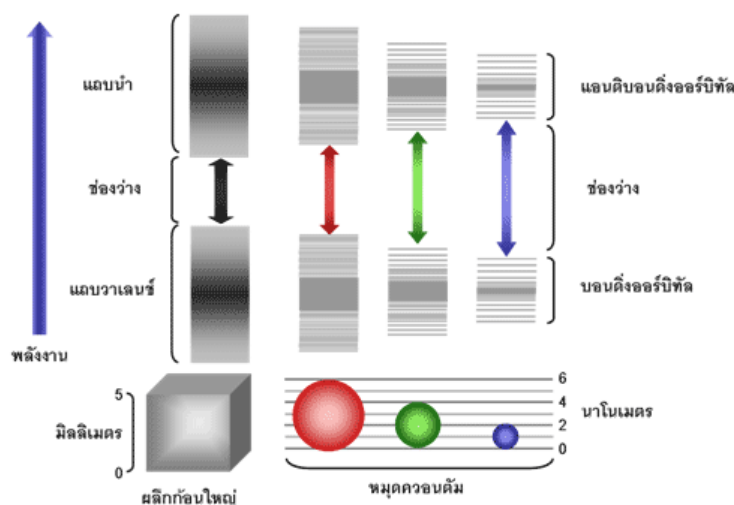 แถบนำ
แอนติบอนดิ่งออร์บิทัล
ช่องว่าง
ช่องว่าง
แถบวาเลนซ์
บอนดิ่งออร์บิทัล
พลังงาน
6
5
4
นาโนเมตร
มิลลิเมตร
2
0
0
หมุดควอนตัม
ผลึกก้อนใหญ่